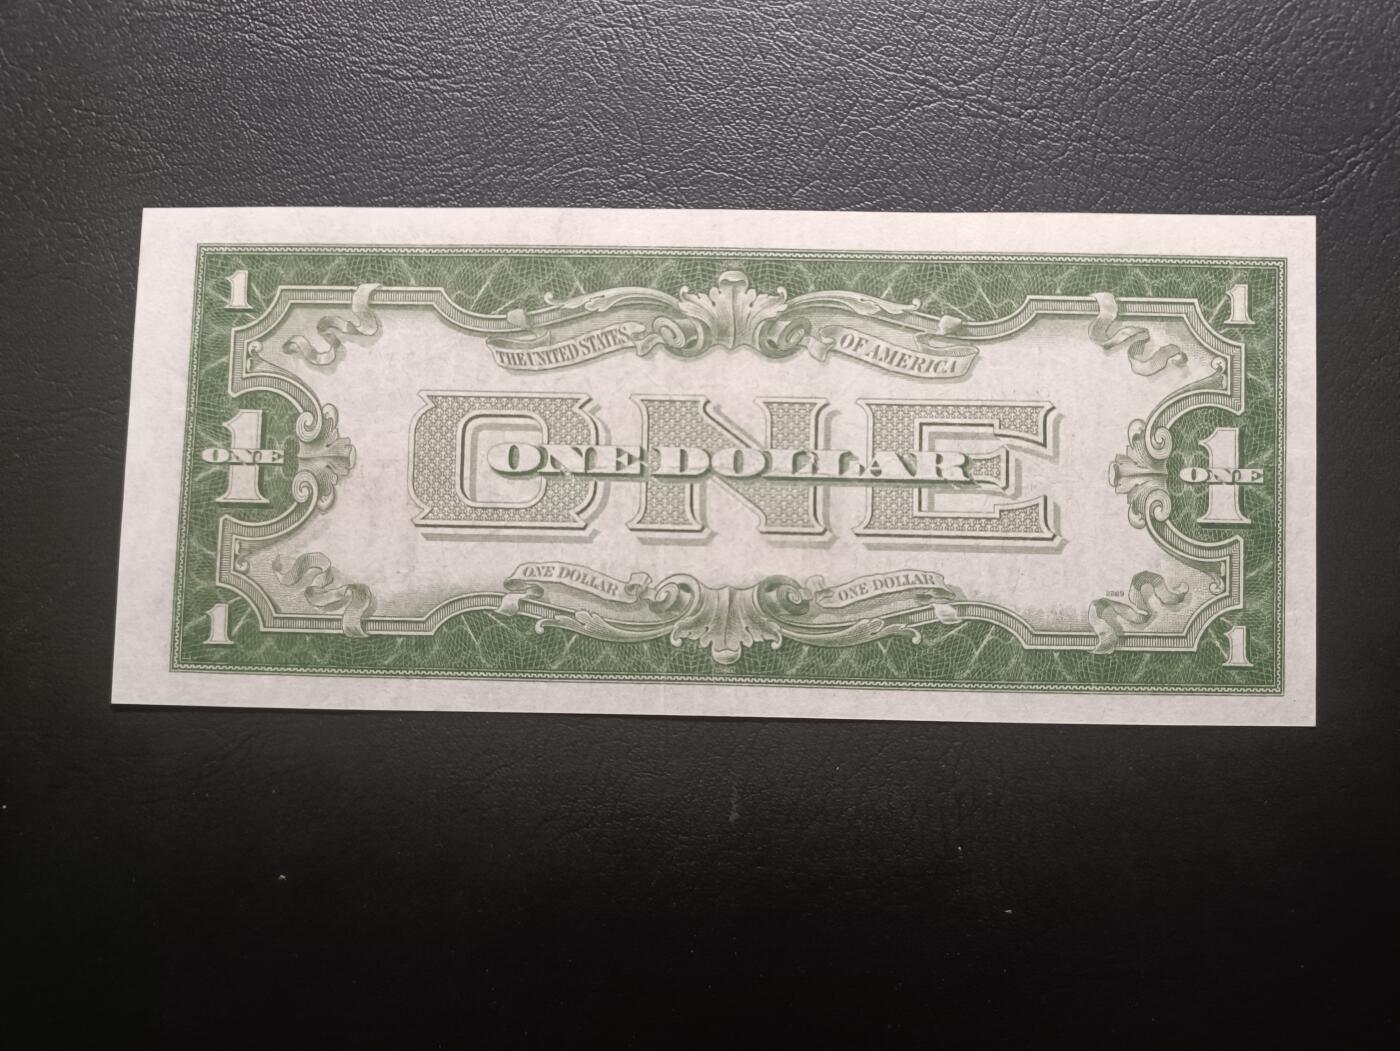 1
1
THE UNITED STATES
OF AMERICA
1
ONE
ONE
ONE DOLLAR
1
ONE
ONE DOLLAR
ONE DOLLAR
1
1